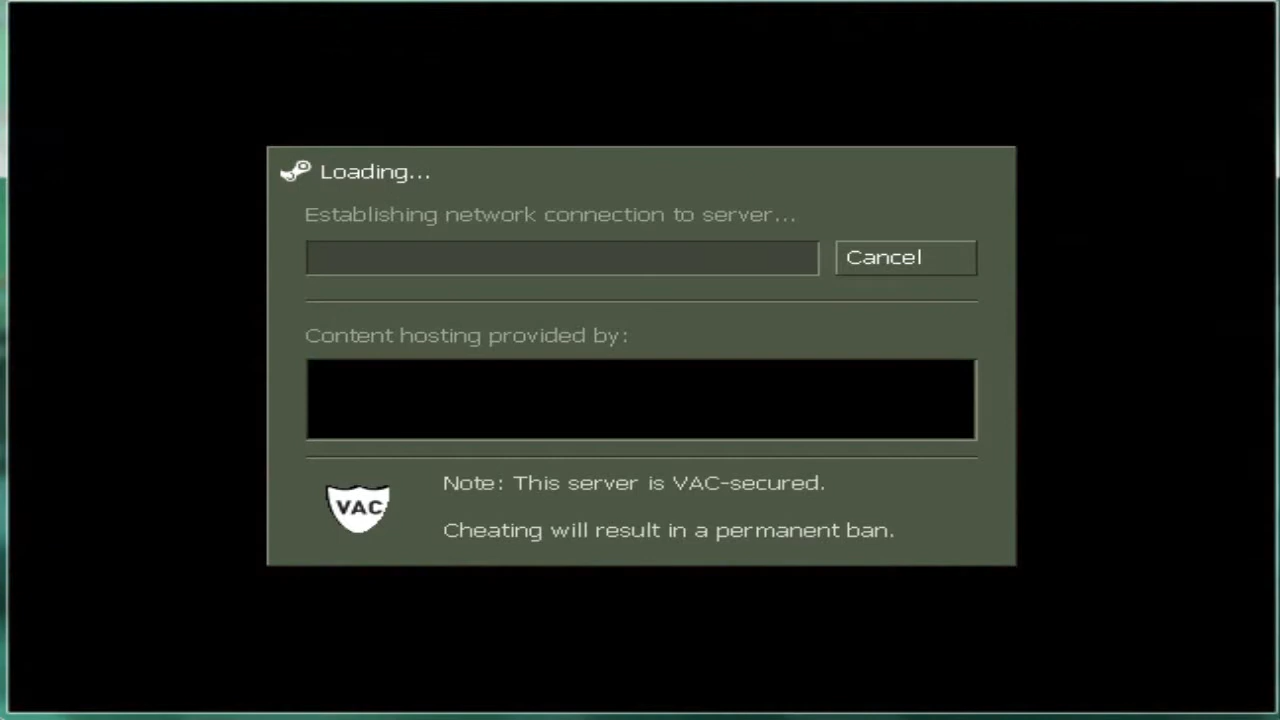 Loading...
Establishing network connection to server...
Cancel
Content hosting provided by:
Note: This server is VAC-secured.
VAC
Cheating will result in a permanent ban.